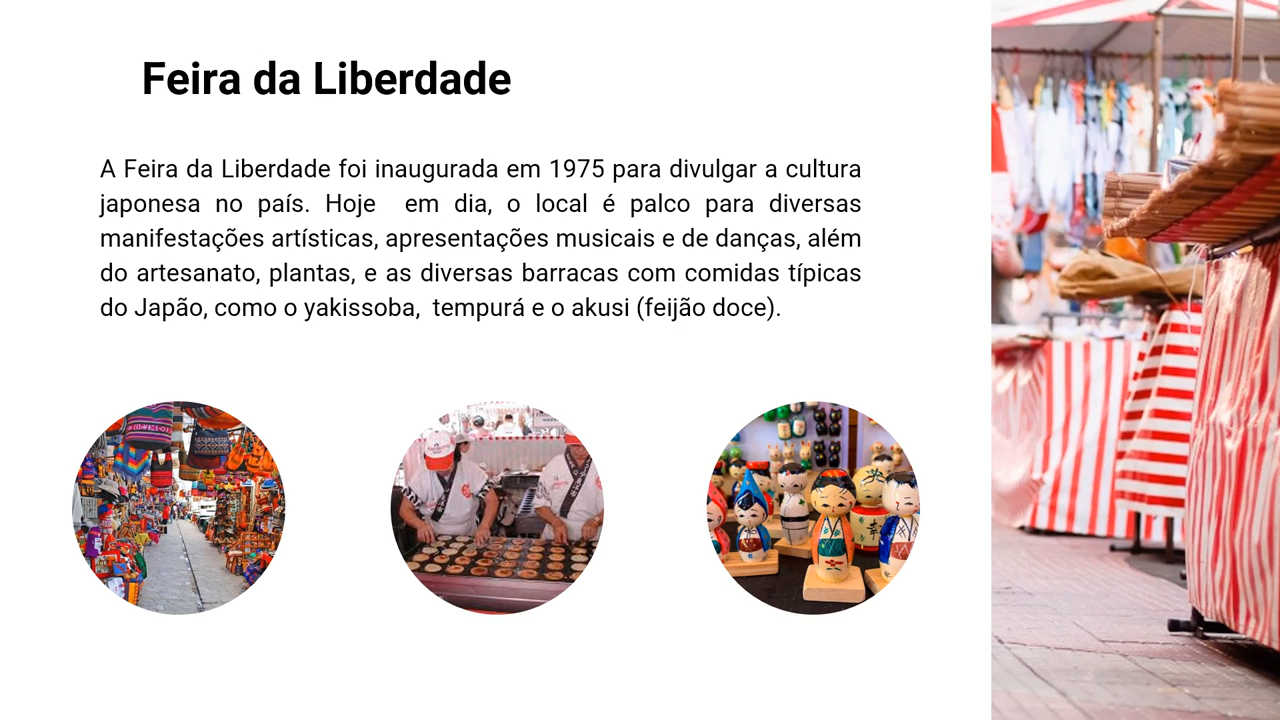 Feira da Liberdade
A Feira da Liberdade foi inaugurada em 1975 para divulgar a cultura
japonesa no país. Hoje  em dia, o local é palco para diversas
manifestações artísticas, apresentações musicais e de danças, além
do artesanato, plantas, e as diversas barracas com comidas típicas
do Japão, como o yakissoba,  tempurá e o akusi (feijão doce).